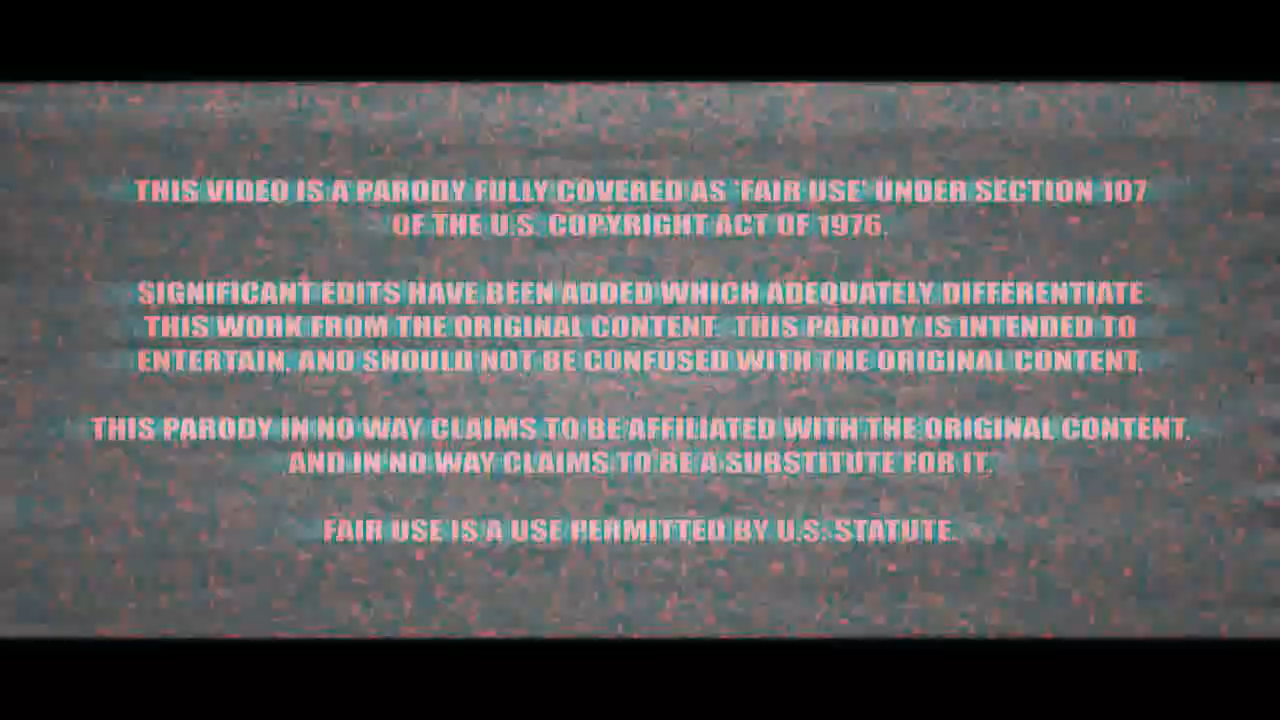 THIS VIDEO IS A PARODY FULLY COVERED AS 'FAIR USE' UNDER SECTION 107
OF THE U.S. COPYRIGHT ACT OF 1976.
SIGNIFICANT EDITS HAVE BEEN ADDED WHICH ADEQUATELY DIFFERENTIATE
THIS WORK FROM THE ORIGINAL CONTENT. THIS PARODY IS INTENDED TO
ENTERTAIN, AND SHOULD NOT BE CONFUSED WITH THE ORIGINAL CONTENT.
THIS PARODY IN NO WAY CLAIMS TO BE AFFILIATED WITH THE ORIGINAL CONTENT.
AND IN NO WAY CLAIMS TO BE A SUBSTITUTE FOR IT.
FAIR USE IS A USE PERMITTED BY U.S. STATUTE.